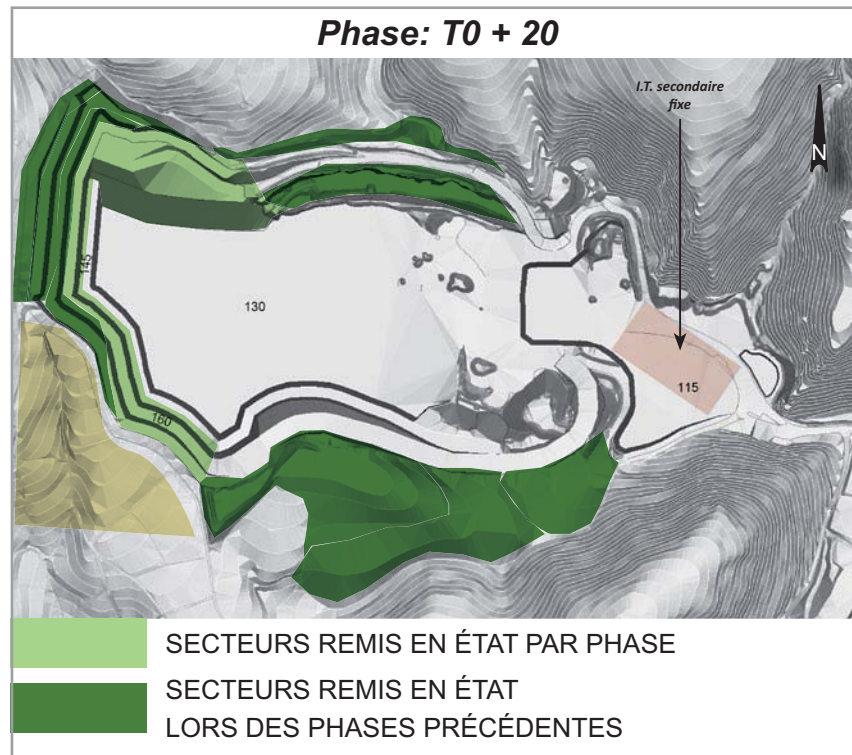 Phase: T0 + 20
I.T. secondaire
fixe
N
145
130
115
160
SECTEURS REMIS EN ÉTAT PAR PHASE
SECTEURS REMIS EN ÉTAT
LORS DES PHASES PRÉCÉDENTES